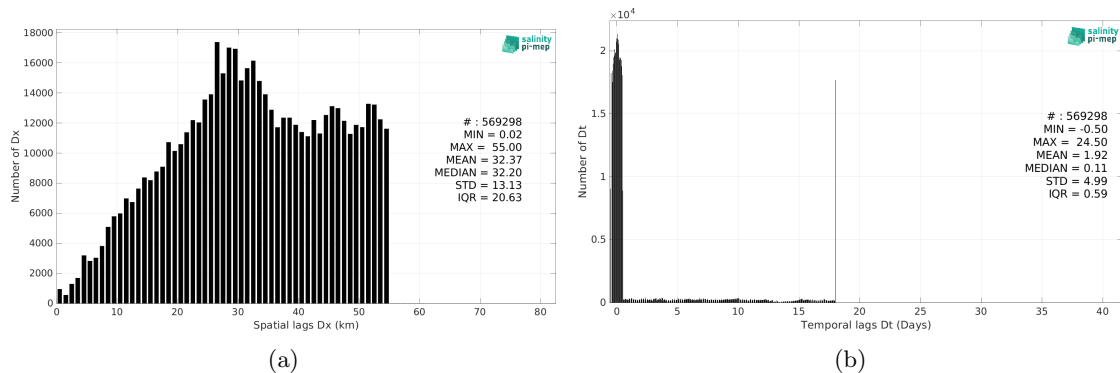 18000
16000
14000
12000
10000
8000
6000
4000
2000
0
Number of Dx
salinity
pi-mep
# : 569298
MIN = 0.02
MAX = 55.00
MEAN = 32.37
MEDIAN = 32.20
STD = 13.13
IQR = 20.63
0 10 20 30 40 50 60 70 80
Spatial lags Dx (km)
(a)
×10⁴
2
1.5
1
0.5
0
Number of Dt
salinity
pi-mep
# : 569298
MIN = -0.50
MAX = 24.50
MEAN = 1.92
MEDIAN = 0.11
STD = 4.99
IQR = 0.59
0 5 10 15 20 25 30 35 40
Temporal lags Dt (Days)
(b)